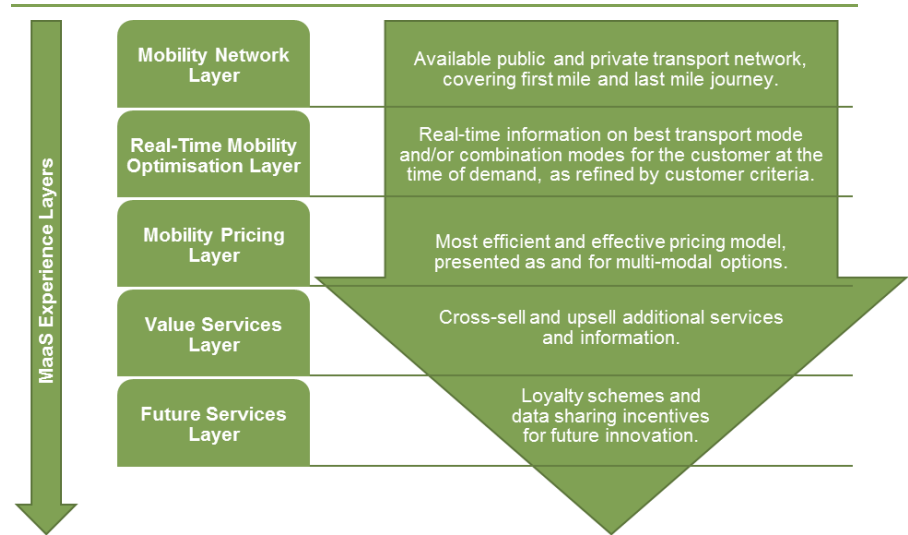 MaaS Experience Layers
Mobility Network
Layer
Available public and private transport network,
covering first mile and last mile journey.
Real-Time Mobility
Optimisation Layer
Real-time information on best transport mode
and/or combination modes for the customer at the
time of demand, as refined by customer criteria.
Mobility Pricing
Layer
Most efficient and effective pricing model,
presented as and for multi-modal options.
Value Services
Layer
Cross-sell and upsell additional services
and information.
Future Services
Layer
Loyalty schemes and
data sharing incentives
for future innovation.